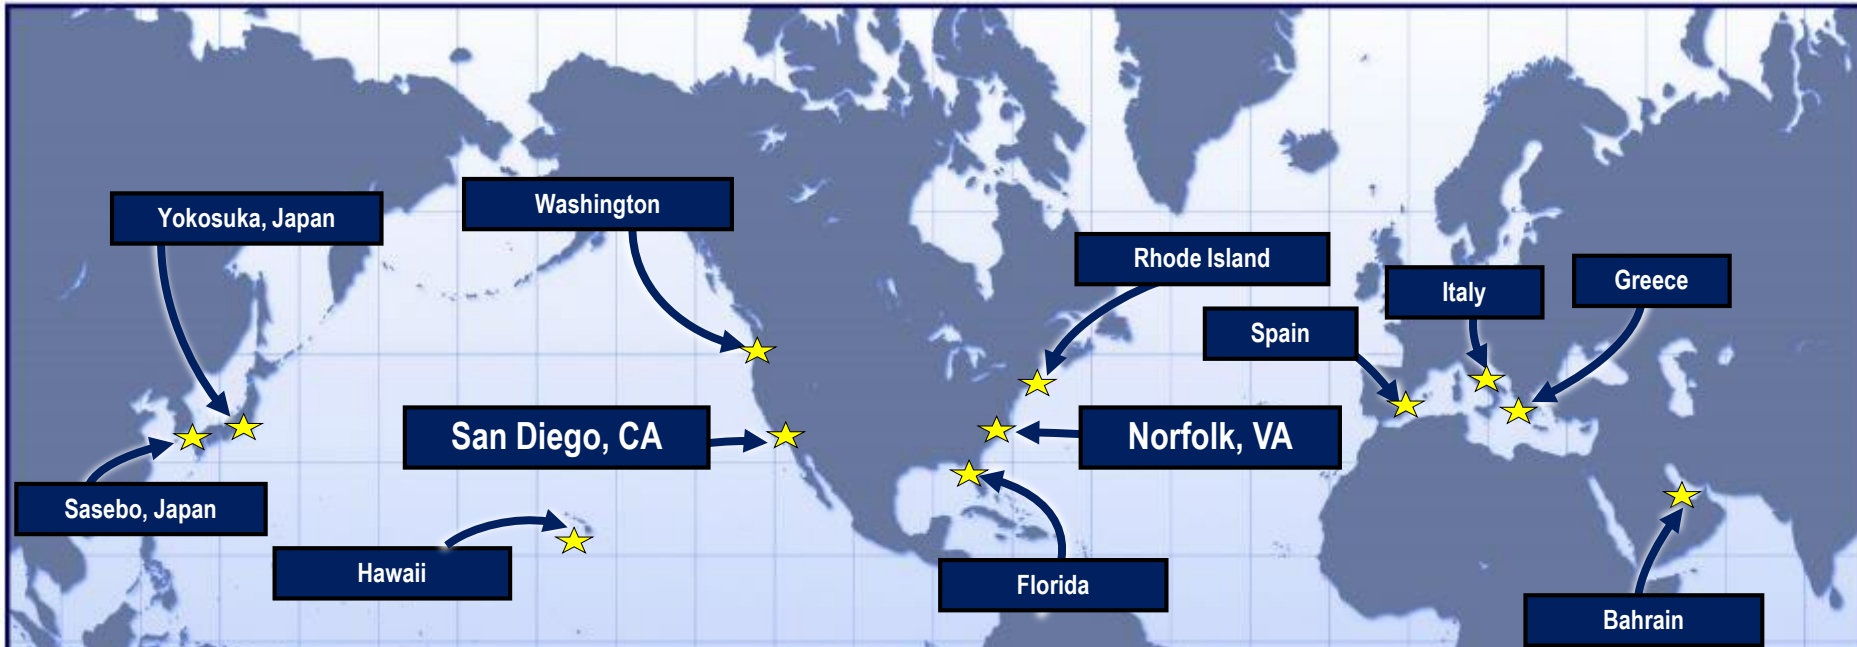 Yokosuka, Japan
Washington
Rhode Island
Italy
Greece
Spain
San Diego, CA
Norfolk, VA
Sasebo, Japan
Hawaii
Florida
Bahrain